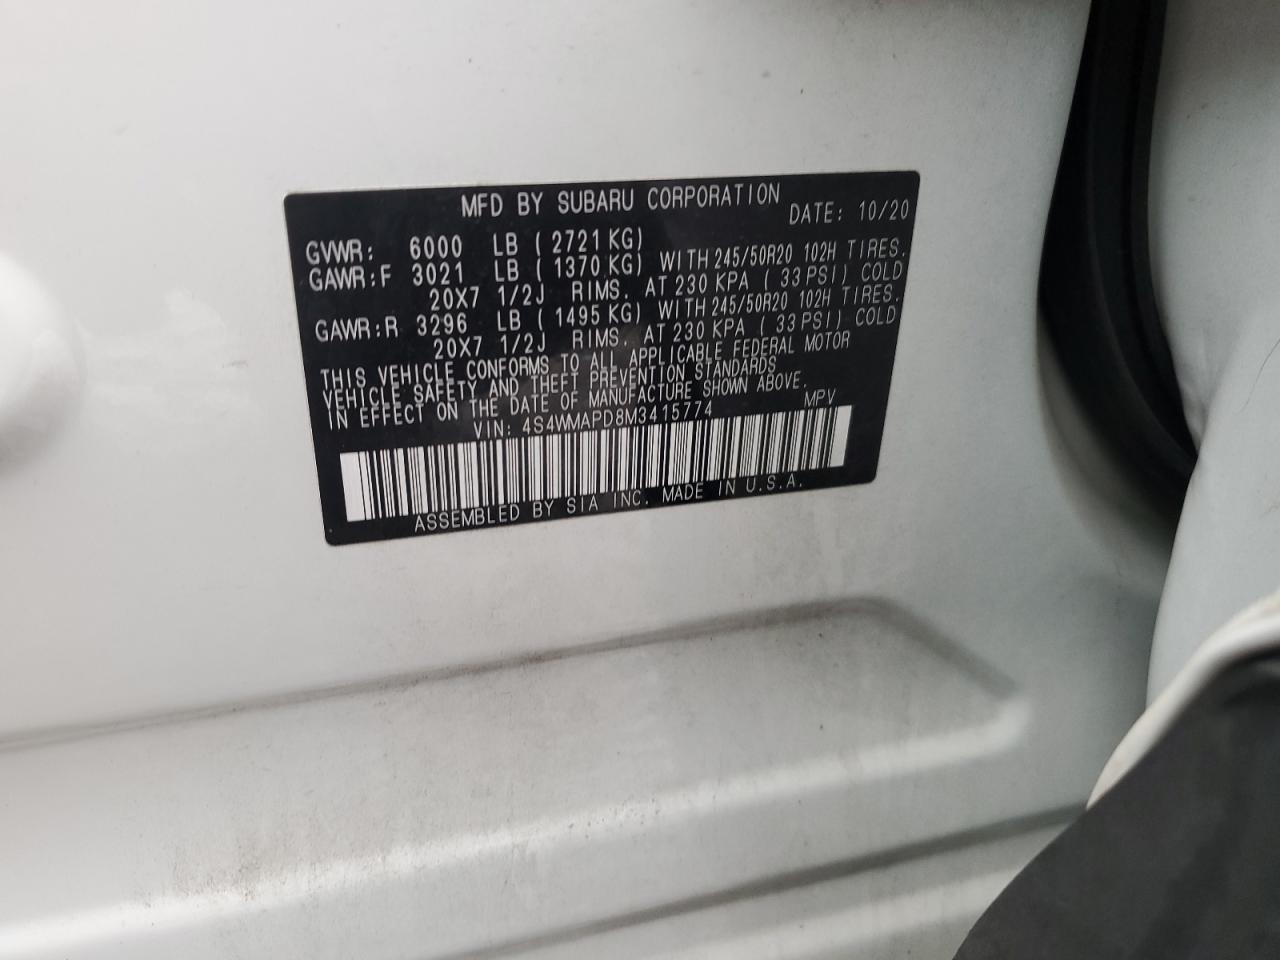 MFD BY SUBARU CORPORATION DATE: 10/20
GVWR: 6000 LB ( 2721 KG)
GAWR:F 3021 LB ( 1370 KG) WITH 245/50R20 102H TIRES.
20X7 1/2J RIMS. AT 230 KPA ( 33 PSI) COLD
GAWR:R 3296 LB ( 1495 KG) WITH 245/50R20 102H TIRES.
20X7 1/2J RIMS. AT 230 KPA ( 33 PSI) COLD
THIS VEHICLE CONFORMS TO ALL APPLICABLE FEDERAL MOTOR
VEHICLE SAFETY AND THEFT PREVENTION STANDARDS
IN EFFECT ON THE DATE OF MANUFACTURE SHOWN ABOVE.
VIN: 4S4WMAPD8M3415774 MPV
ASSEMBLED BY SIA INC. MADE IN U.S.A.